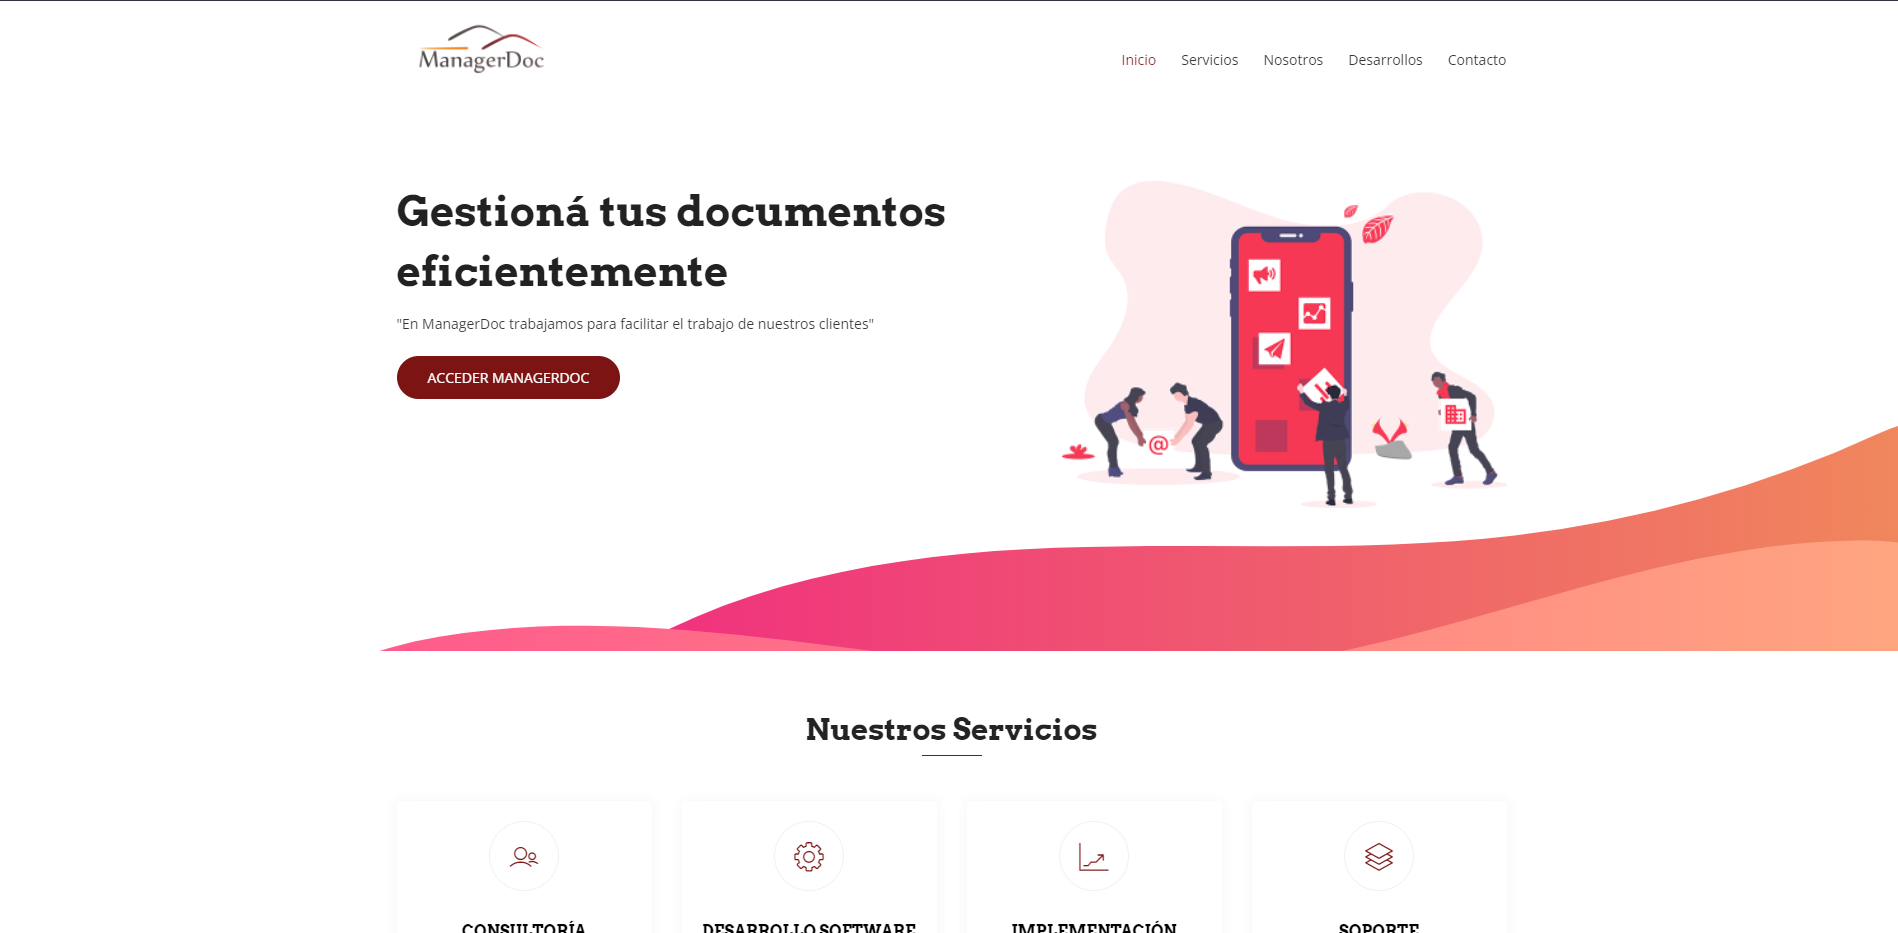 ManagerDoc
Inicio Servicios Nosotros Desarrollos Contacto
Gestioná tus documentos
eficientemente
"En ManagerDoc trabajamos para facilitar el trabajo de nuestros clientes"
ACCEDER MANAGERDOC
@
Nuestros Servicios
CONSULTORÍA DESARROLLO SOFTWARE IMPLEMENTACIÓN SOPORTE